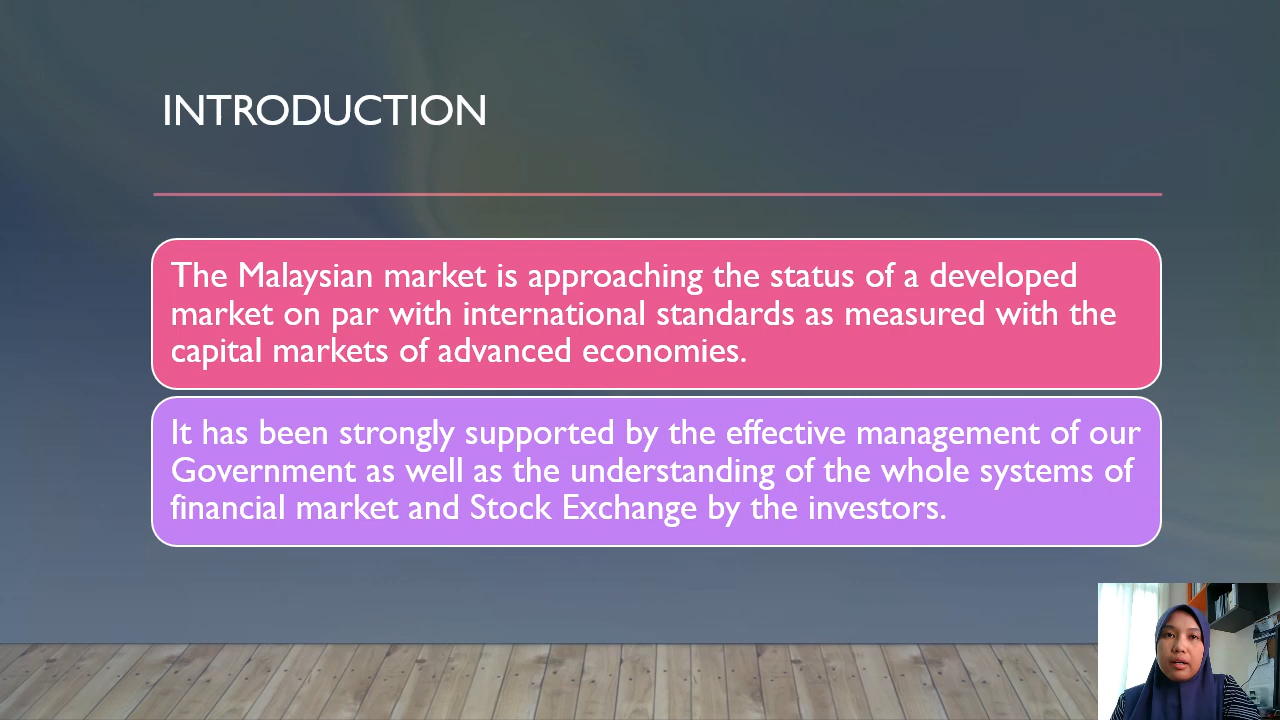 INTRODUCTION
The Malaysian market is approaching the status of a developed
market on par with international standards as measured with the
capital markets of advanced economies.
It has been strongly supported by the effective management of our
Government as well as the understanding of the whole systems of
financial market and Stock Exchange by the investors.